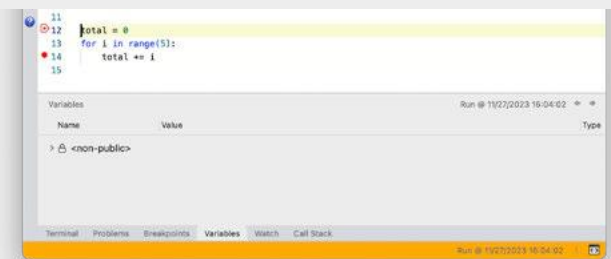 11
12 total = 0
13 for i in range(5):
14 total += i
15
Variables Run @ 11/27/2023 16:04:02
Name Value Type
> <non-public>
Terminal Problems Breakpoints Variables Watch Call Stack
Run @ 11/27/2023 16:04:02